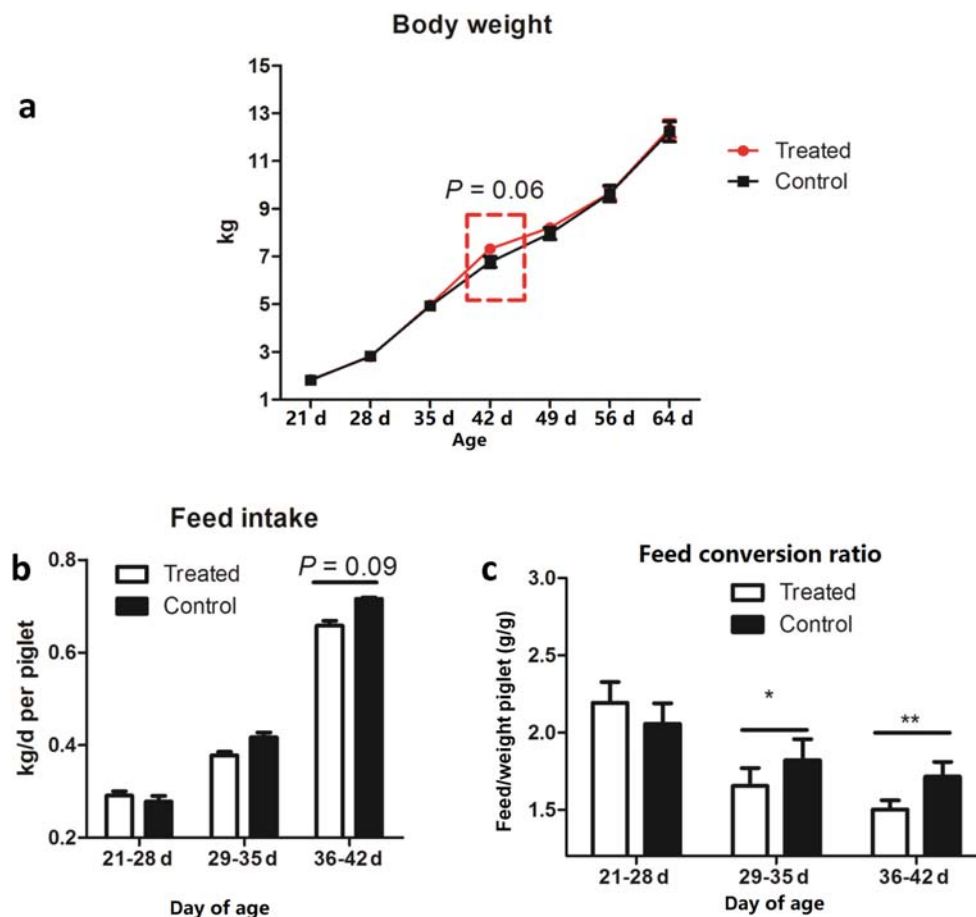 Body weight
a
15
13
11
9
7
5
3
1
kg
P = 0.06
Treated
Control
21 d 28 d 35 d 42 d 49 d 56 d 64 d
Age
Feed intake
b
0.8
0.6
0.4
0.2
kg/d per piglet
Treated
Control
P = 0.09
21-28 d 29-35 d 36-42 d
Day of age
c
Feed conversion ratio
3.0
2.5
2.0
1.5
Feed/weight piglet (g/g)
Treated
Control
*
**
21-28 d 29-35 d 36-42 d
Day of age